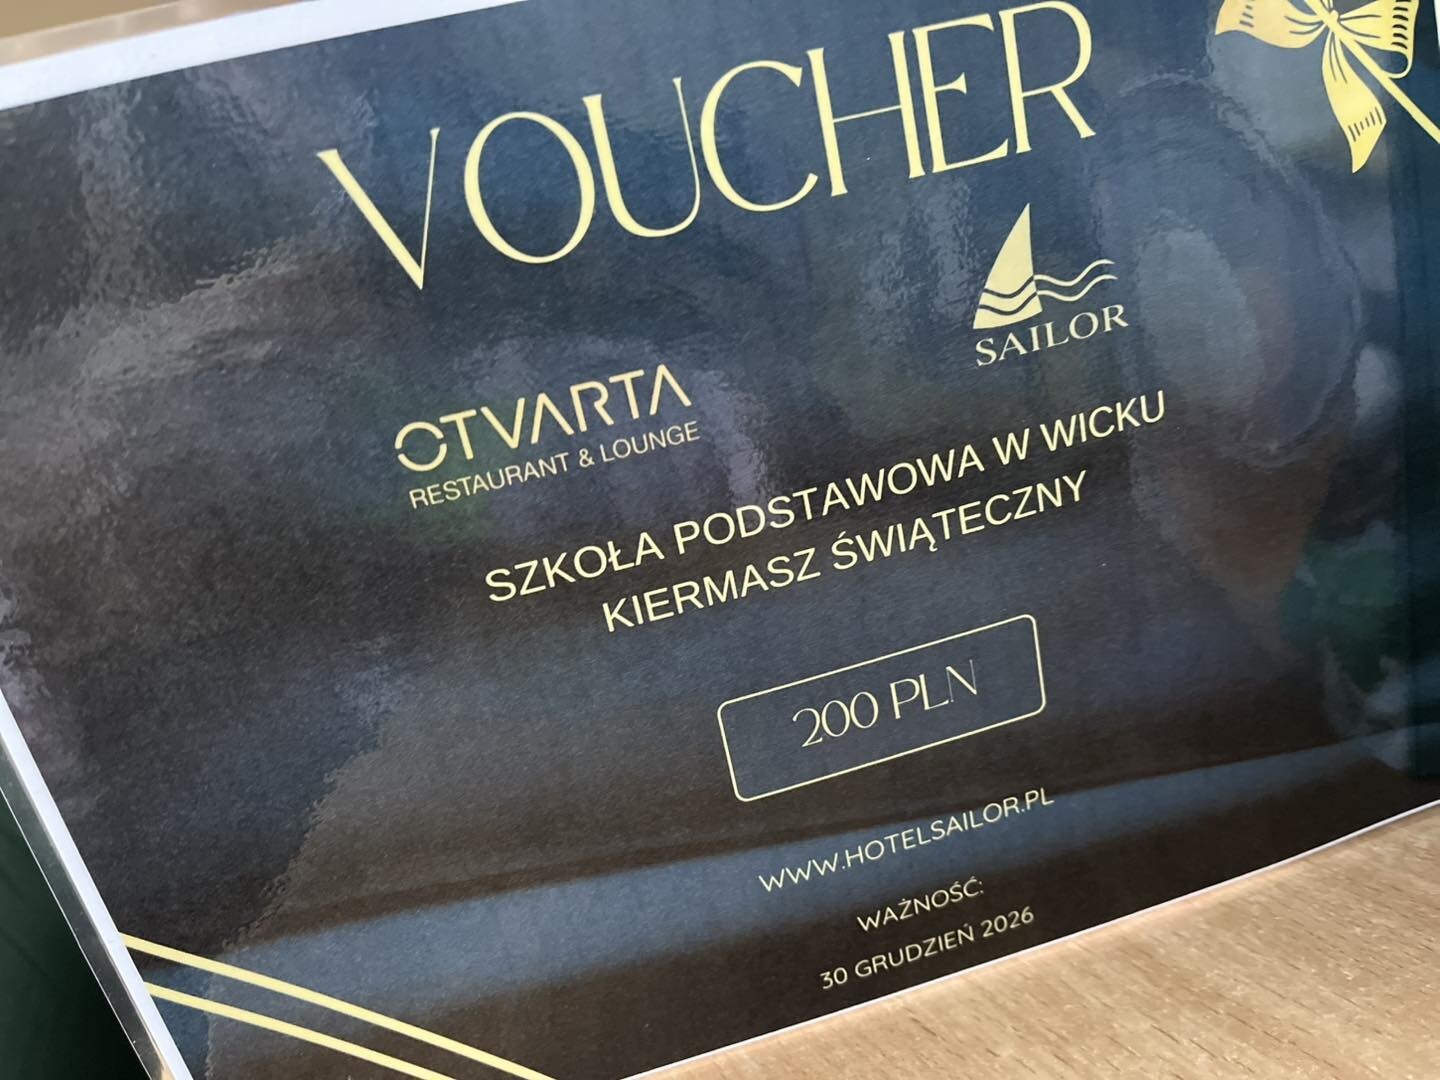 VOUCHER
SAILOR
OTVARTA
RESTAURANT & LOUNGE
SZKOŁA PODSTAWOWA W WICKU
KIERMASZ ŚWIĄTECZNY
200 PLN
WWW.HOTELSAILOR.PL
WAŻNOŚĆ:
30 GRUDZIEŃ 2026